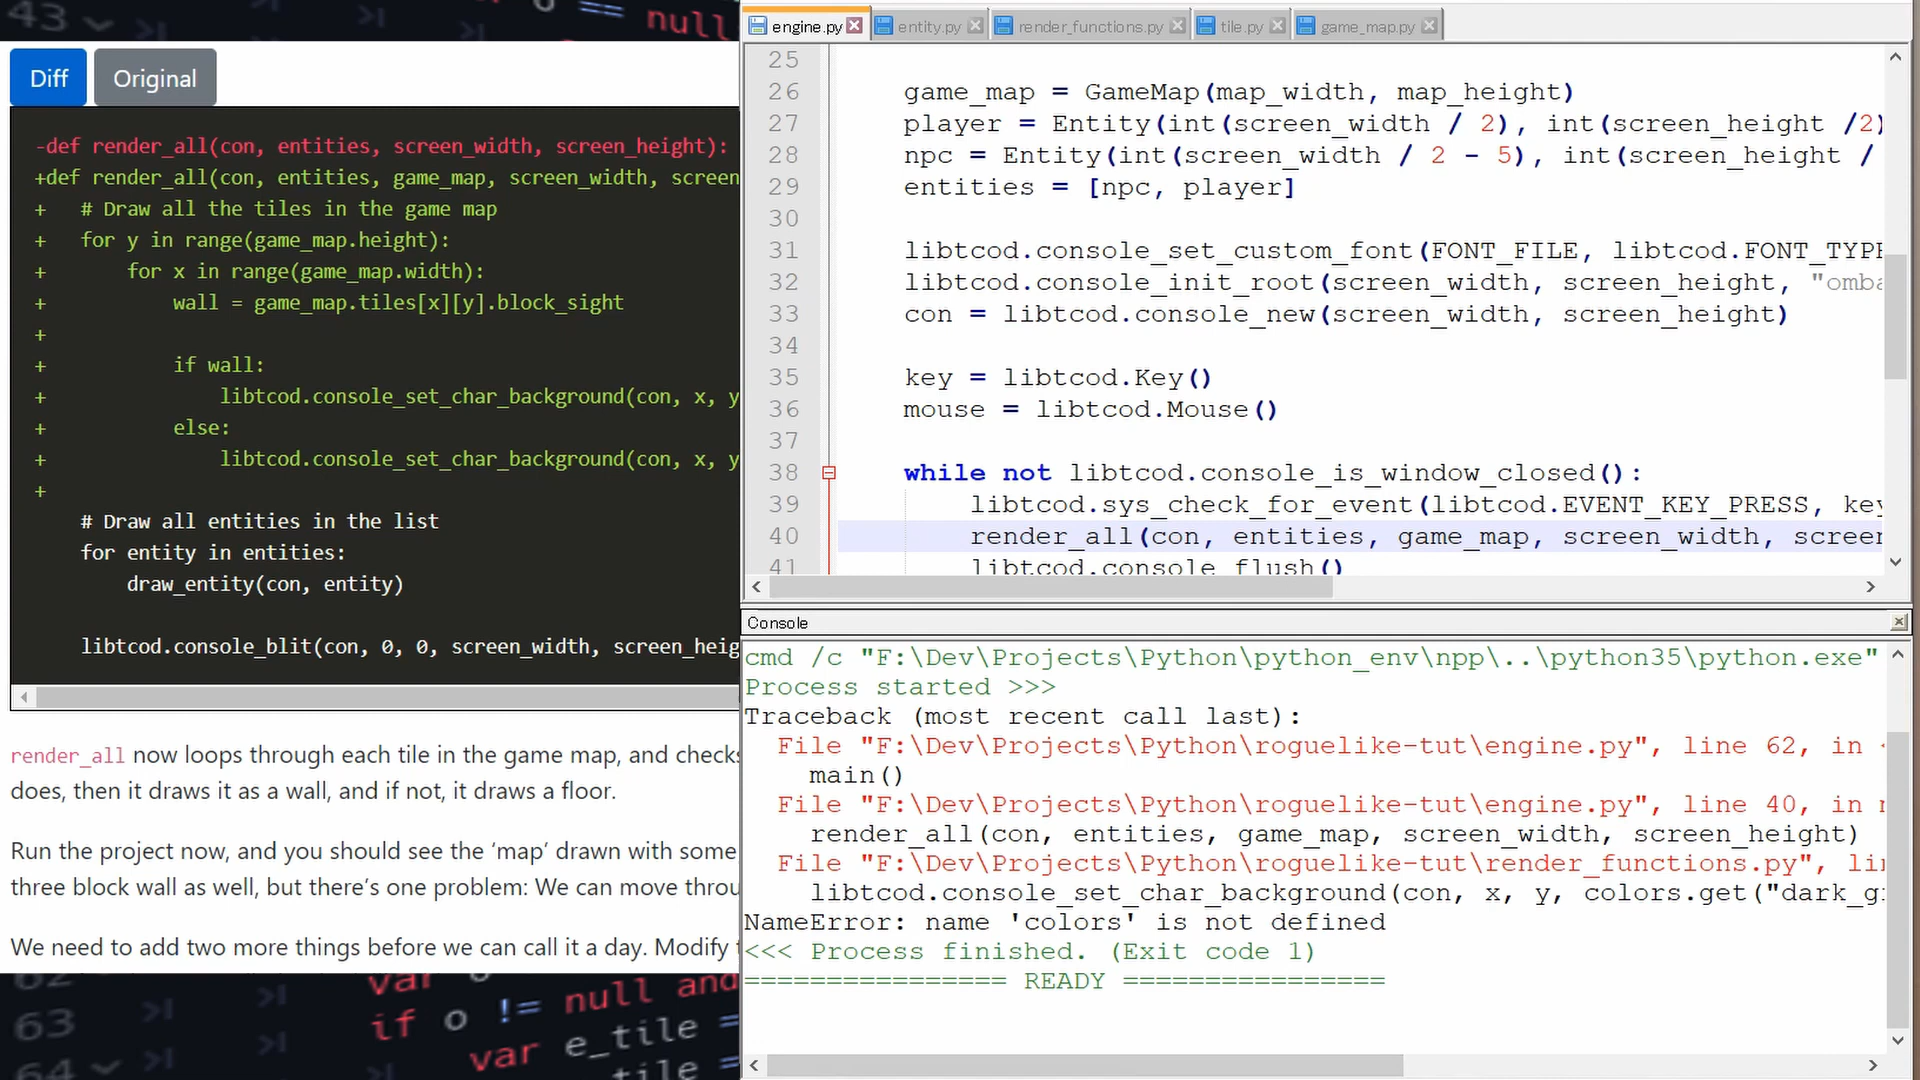 43 o == null
Diff Original
-def render_all(con, entities, screen_width, screen_height):
+def render_all(con, entities, game_map, screen_width, screen
+ # Draw all the tiles in the game map
+ for y in range(game_map.height):
+ for x in range(game_map.width):
+ wall = game_map.tiles[x][y].block_sight
+
+ if wall:
+ libtcod.console_set_char_background(con, x, y
+ else:
+ libtcod.console_set_char_background(con, x, y
+
# Draw all entities in the list
for entity in entities:
draw_entity(con, entity)
libtcod.console_blit(con, 0, 0, screen_width, screen_heig
render_all now loops through each tile in the game map, and checks
does, then it draws it as a wall, and if not, it draws a floor.
Run the project now, and you should see the ‘map’ drawn with some
three block wall as well, but there’s one problem: We can move throu
We need to add two more things before we can call it a day. Modify
62 var o
63 if o != null and
64 var e_tile =
tile =
engine.py entity.py render_functions.py tile.py game_map.py
25
26 game_map = GameMap(map_width, map_height)
27 player = Entity(int(screen_width / 2), int(screen_height /2)
28 npc = Entity(int(screen_width / 2 - 5), int(screen_height /
29 entities = [npc, player]
30
31 libtcod.console_set_custom_font(FONT_FILE, libtcod.FONT_TYPE
32 libtcod.console_init_root(screen_width, screen_height, "omba
33 con = libtcod.console_new(screen_width, screen_height)
34
35 key = libtcod.Key()
36 mouse = libtcod.Mouse()
37
38 while not libtcod.console_is_window_closed():
39 libtcod.sys_check_for_event(libtcod.EVENT_KEY_PRESS, key
40 render_all(con, entities, game_map, screen_width, screen
41 libtcod.console_flush()
Console
cmd /c "F:\Dev\Projects\Python\python_env\npp\..\python35\python.exe"
Process started >>>
Traceback (most recent call last):
File "F:\Dev\Projects\Python\roguelike-tut\engine.py", line 62, in <
main()
File "F:\Dev\Projects\Python\roguelike-tut\engine.py", line 40, in m
render_all(con, entities, game_map, screen_width, screen_height)
File "F:\Dev\Projects\Python\roguelike-tut\render_functions.py", lin
libtcod.console_set_char_background(con, x, y, colors.get("dark_g
NameError: name 'colors' is not defined
<<< Process finished. (Exit code 1)
================ READY ================